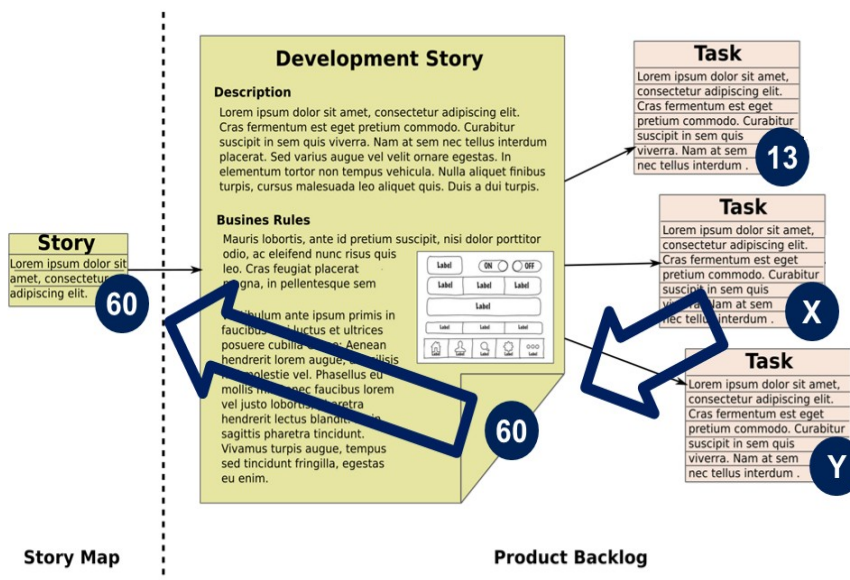 Development Story
Description
Lorem ipsum dolor sit amet, consectetur adipiscing elit.
Cras fermentum est eget pretium commodo. Curabitur
suscipit in sem quis viverra. Nam at sem nec tellus interdum
placerat. Sed varius augue vel velit ornare egestas. In
elementum tortor non tempus vehicula. Nulla aliquet finibus
turpis, cursus malesuada leo aliquet quis. Duis a dui turpis.
Busines Rules
Mauris lobortis, ante id pretium suscipit, nisi dolor porttitor
odio, ac eleifend nunc risus quis
leo. Cras feugiat placerat
in pellentesque sem
ante ipsum primis in
faucibus luctus et ultrices
posuere Aenean
hendrerit lorem augue,
molestie vel. Phasellus eu
mollis faucibus lorem
vel justo
hendrerit lectus
sagittis pharetra tincidunt.
Vivamus turpis augue, tempus
sed tincidunt fringilla, egestas
eu enim.
60
Label ON OFF
Label Label Label
Label
Label Label Label
Label Label Label Label Label
Story
Lorem ipsum dolor sit
amet, consectetur
adipiscing elit.
60
Task
Lorem ipsum dolor sit amet,
consectetur adipiscing elit.
Cras fermentum est eget
pretium commodo. Curabitur
suscipit in sem quis
viverra. Nam at sem
nec tellus interdum .
13
Task
Lorem ipsum dolor sit amet,
consectetur adipiscing elit.
Cras fermentum est eget
pretium commodo. Curabitur
suscipit in sem quis
at sem
nec interdum .
X
Task
Lorem ipsum dolor sit amet,
consectetur adipiscing elit.
Cras fermentum est eget
pretium commodo. Curabitur
suscipit in sem quis
viverra. Nam at sem
nec tellus interdum .
Y
Story Map
Product Backlog